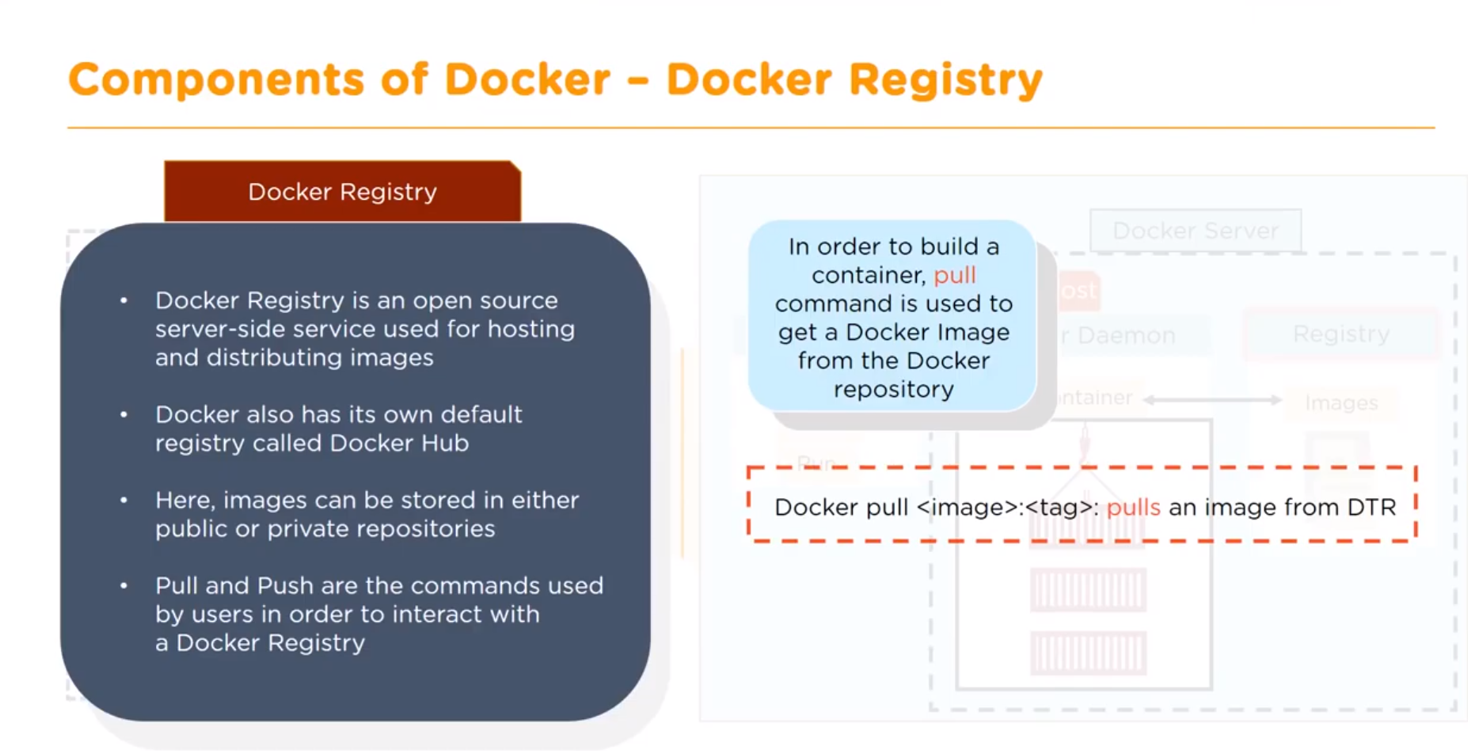 Components of Docker – Docker Registry
Docker Registry
• Docker Registry is an open source
server-side service used for hosting
and distributing images
• Docker also has its own default
registry called Docker Hub
• Here, images can be stored in either
public or private repositories
• Pull and Push are the commands used
by users in order to interact with
a Docker Registry
In order to build a
container, pull
command is used to
get a Docker Image
from the Docker
repository
Docker pull <image>:<tag>: pulls an image from DTR
Docker Server
Daemon
Registry
Images
Run